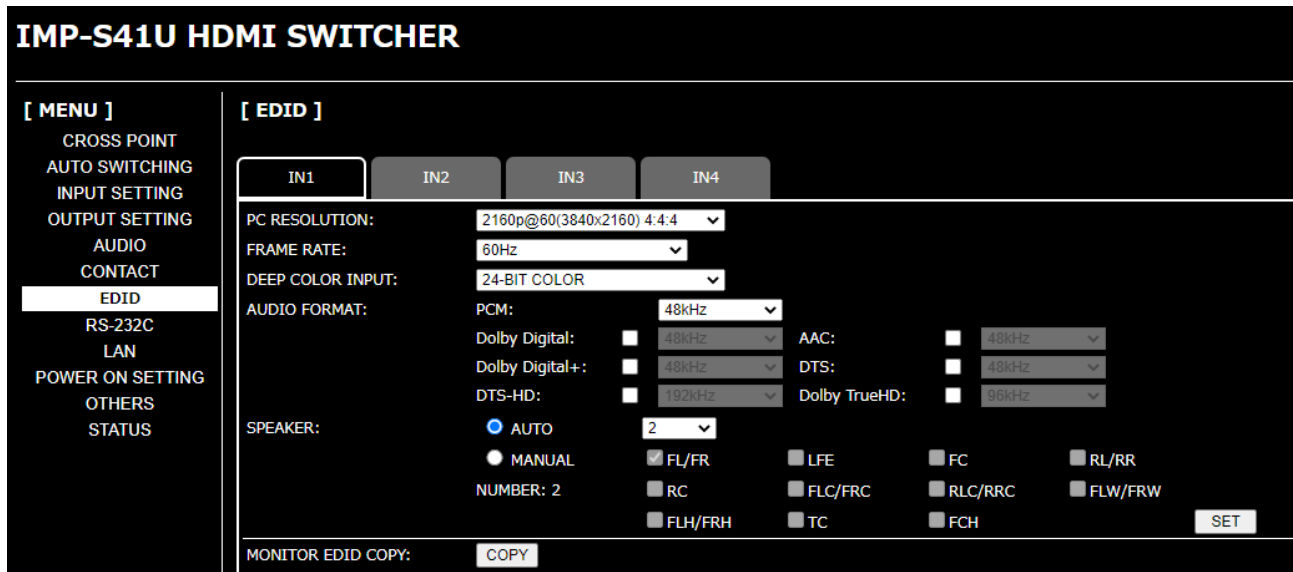 IMP-S41U HDMI SWITCHER
[ MENU ]
CROSS POINT
AUTO SWITCHING
INPUT SETTING
OUTPUT SETTING
AUDIO
CONTACT
EDID
RS-232C
LAN
POWER ON SETTING
OTHERS
STATUS
[ EDID ]
IN1 IN2 IN3 IN4
PC RESOLUTION: 2160p@60(3840x2160) 4:4:4
FRAME RATE: 60Hz
DEEP COLOR INPUT: 24-BIT COLOR
AUDIO FORMAT: PCM: 48kHz
Dolby Digital: 48kHz AAC: 48kHz
Dolby Digital+: 48kHz DTS: 48kHz
DTS-HD: 192kHz Dolby TrueHD: 96kHz
SPEAKER: AUTO 2
MANUAL FL/FR LFE FC RL/RR
NUMBER: 2 RC FLC/FRC RLC/RRC FLW/FRW
FLH/FRH TC FCH SET
MONITOR EDID COPY: COPY